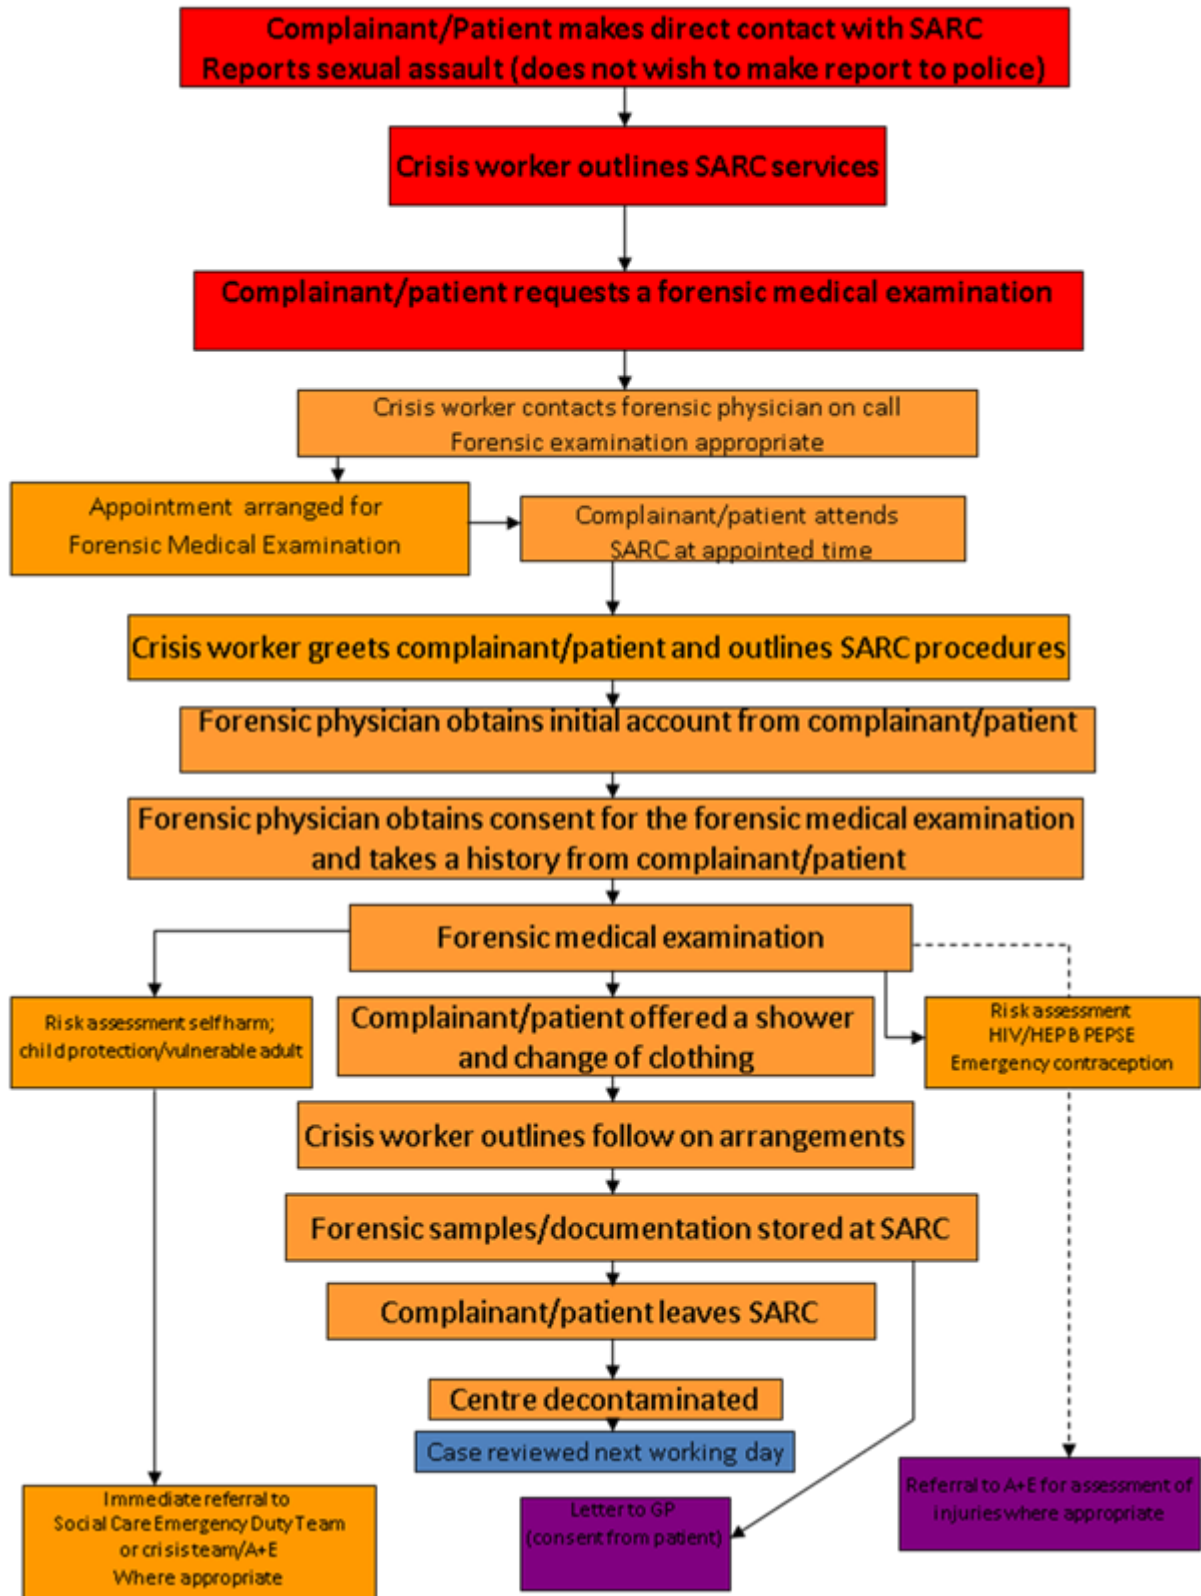 Complainant/Patient makes direct contact with SARC
Reports sexual assault (does not wish to make report to police)
Crisis worker outlines SARC services
Complainant/patient requests a forensic medical examination
Crisis worker contacts forensic physician on call
Forensic examination appropriate
Appointment arranged for
Forensic Medical Examination
Complainant/patient attends
SARC at appointed time
Crisis worker greets complainant/patient and outlines SARC procedures
Forensic physician obtains initial account from complainant/patient
Forensic physician obtains consent for the forensic medical examination
and takes a history from complainant/patient
Forensic medical examination
Risk assessment self harm;
child protection/vulnerable adult
Complainant/patient offered a shower
and change of clothing
Risk assessment
HIV/HEP B PEPSE
Emergency contraception
Crisis worker outlines follow on arrangements
Forensic samples/documentation stored at SARC
Complainant/patient leaves SARC
Centre decontaminated
Case reviewed next working day
Immediate referral to
Social Care Emergency Duty Team
or crisis team/A+E
Where appropriate
Letter to GP
(consent from patient)
Referral to A+E for assessment of
injuries where appropriate